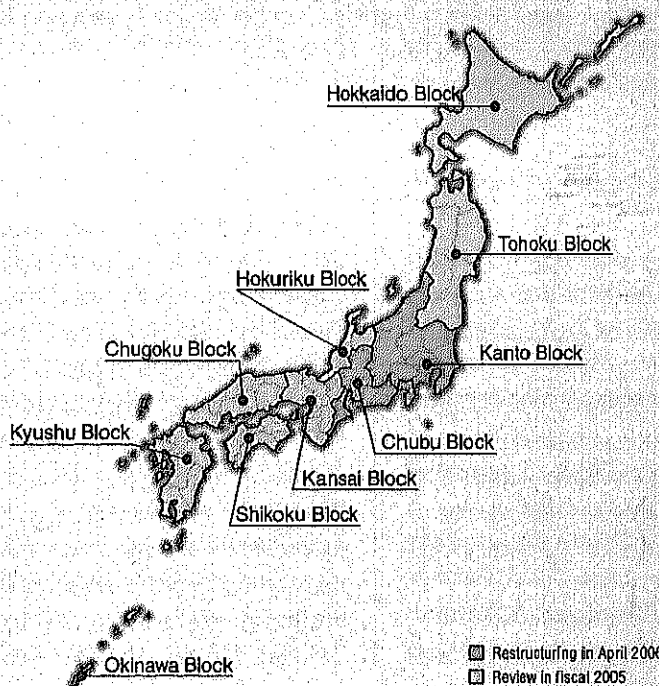 Hokkaido Block
Tohoku Block
Hokuriku Block
Chugoku Block
Kanto Block
Kyushu Block
Chubu Block
Kansai Block
Shikoku Block
Okinawa Block
Restructuring in April 2006
Review in fiscal 2005